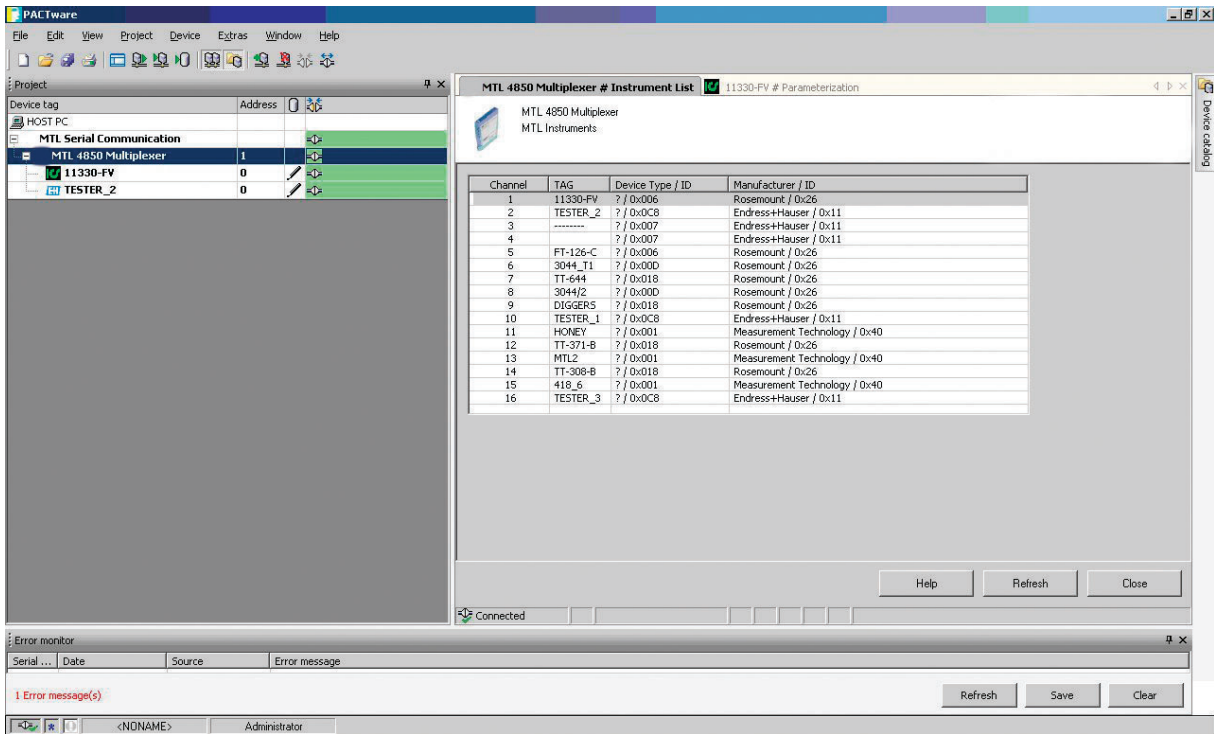 PACTware
File Edit View Project Device Extras Window Help
Project
Device tag Address
HOST PC
MTL Serial Communication
MTL 4850 Multiplexer 1
11330-FV 0
TESTER_2 0
MTL 4850 Multiplexer # Instrument List 11330-FV # Parameterization
Device catalog
MTL 4850 Multiplexer
MTL Instruments
Channel TAG Device Type / ID Manufacturer / ID
1 11330-FV ? / 0x006 Rosemount / 0x26
2 TESTER_2 ? / 0x0C8 Endress+Hauser / 0x11
3 -------- ? / 0x007 Endress+Hauser / 0x11
4 ? / 0x007 Endress+Hauser / 0x11
5 FT-126-C ? / 0x006 Rosemount / 0x26
6 3044_T1 ? / 0x00D Rosemount / 0x26
7 TT-644 ? / 0x018 Rosemount / 0x26
8 3044/2 ? / 0x00D Rosemount / 0x26
9 DIGGERS ? / 0x018 Rosemount / 0x26
10 TESTER_1 ? / 0x0C8 Endress+Hauser / 0x11
11 HONEY ? / 0x001 Measurement Technology / 0x40
12 TT-371-B ? / 0x018 Rosemount / 0x26
13 MTL2 ? / 0x001 Measurement Technology / 0x40
14 TT-308-B ? / 0x018 Rosemount / 0x26
15 418_6 ? / 0x001 Measurement Technology / 0x40
16 TESTER_3 ? / 0x0C8 Endress+Hauser / 0x11
Help Refresh Close
Connected
Error monitor
Serial ... Date Source Error message
1 Error message(s)
Refresh Save Clear
<NONAME> Administrator